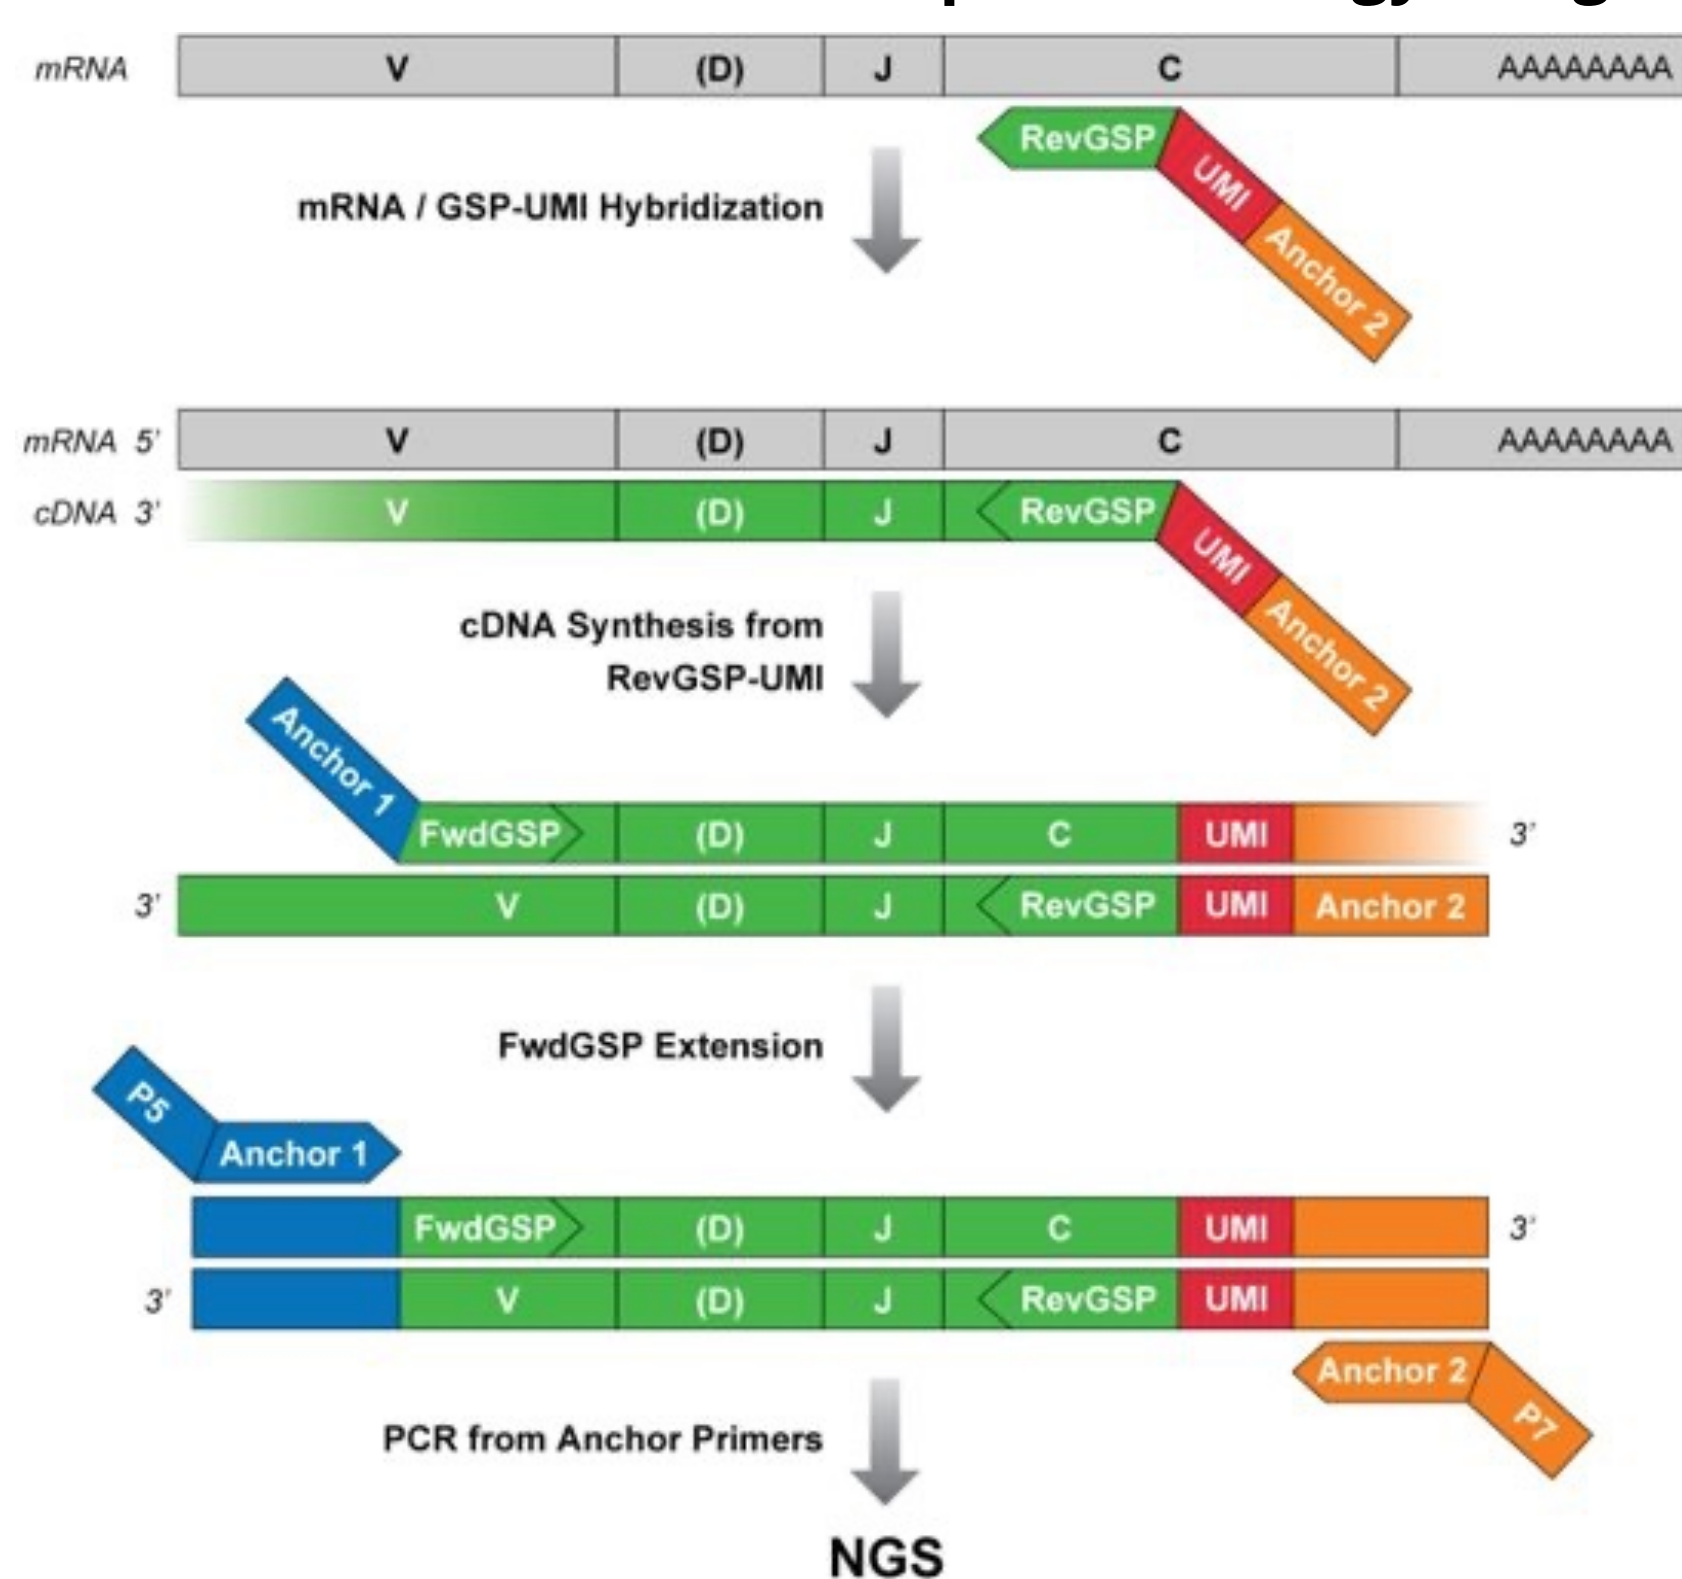 mRNA V (D) J C AAAAAAAA
RevGSP
UMI
Anchor 2
mRNA / GSP-UMI Hybridization
mRNA 5' V (D) J C AAAAAAAA
cDNA 3' V (D) J RevGSP
UMI
Anchor 2
cDNA Synthesis from
RevGSP-UMI
Anchor 1
FwdGSP (D) J C UMI 3'
3' V (D) J RevGSP UMI Anchor 2
FwdGSP Extension
P5
Anchor 1
FwdGSP (D) J C UMI 3'
3' V (D) J RevGSP UMI
Anchor 2
P7
PCR from Anchor Primers
NGS